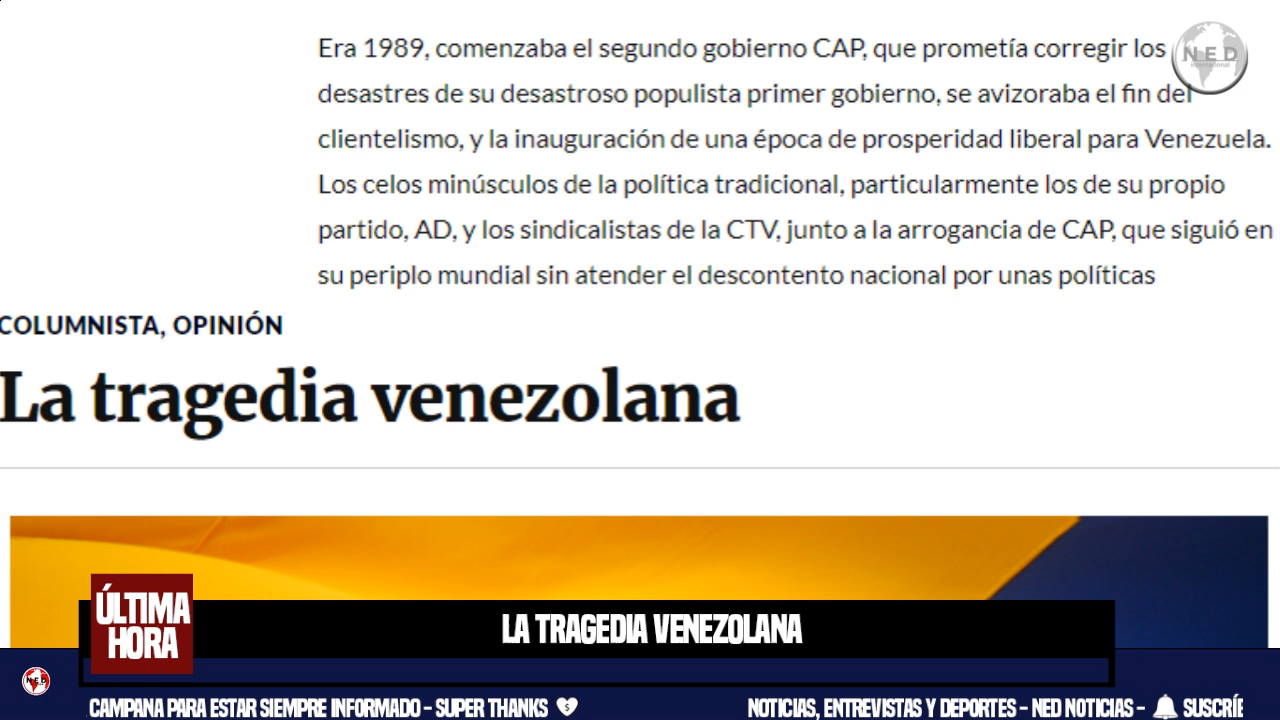 Era 1989, comenzaba el segundo gobierno CAP, que prometía corregir los
desastres de su desastroso populista primer gobierno, se avizoraba el fin del
clientelismo, y la inauguración de una época de prosperidad liberal para Venezuela.
Los celos minúsculos de la política tradicional, particularmente los de su propio
partido, AD, y los sindicalistas de la CTV, junto a la arrogancia de CAP, que siguió en
su periplo mundial sin atender el descontento nacional por unas políticas
NED
International
COLUMNISTA, OPINIÓN
La tragedia venezolana
ÚLTIMA
HORA
LA TRAGEDIA VENEZOLANA
NED
CAMPANA PARA ESTAR SIEMPRE INFORMADO - SUPER THANKS
NOTICIAS, ENTREVISTAS Y DEPORTES - NED NOTICIAS - SUSCRÍE